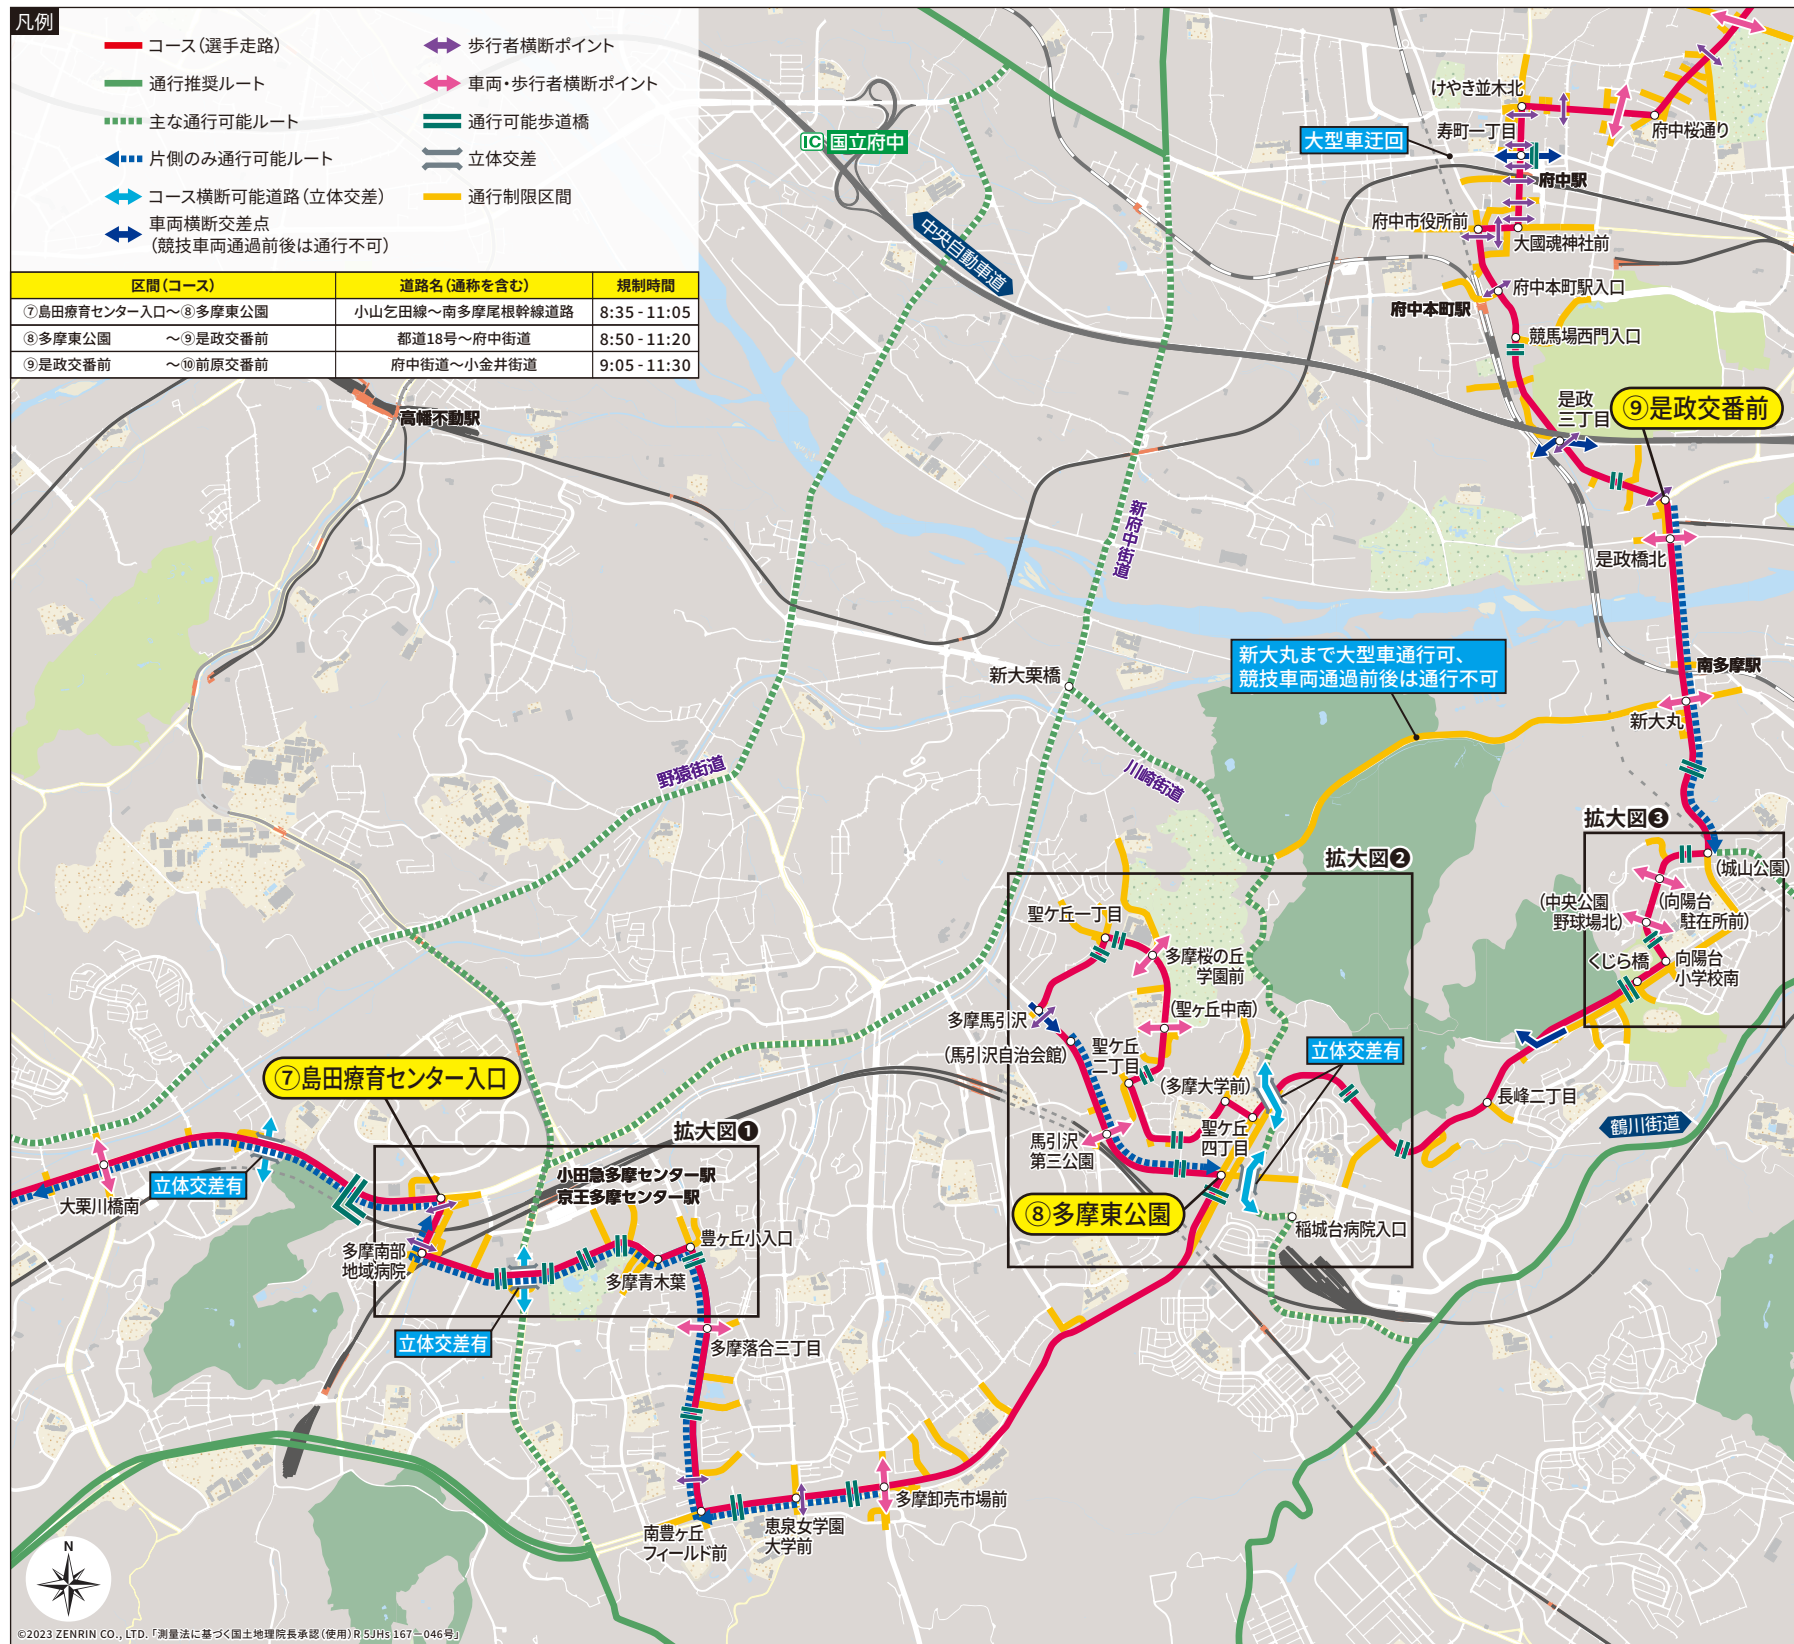 凡例
コース（選手走路）
通行推奨ルート
主な通行可能ルート
片側のみ通行可能ルート
コース横断可能道路（立体交差）
車両横断交差点
（競技車両通過前後は通行不可）
歩行者横断ポイント
車両・歩行者横断ポイント
通行可能歩道橋
立体交差
通行制限区間
区間（コース） 道路名（通称を含む） 規制時間
⑦島田療育センター入口～⑧多摩東公園 小山乞田線～南多摩尾根幹線道路 8:35 - 11:05
⑧多摩東公園 ～⑨是政交番前 都道18号～府中街道 8:50 - 11:20
⑨是政交番前 ～⑩前原交番前 府中街道～小金井街道 9:05 - 11:30
IC 国立府中
中央自動車道
大型車迂回
けやき並木北
寿町一丁目
府中桜通り
府中駅
府中市役所前
大國魂神社前
府中本町駅入口
府中本町駅
競馬場西門入口
是政
三丁目
⑨是政交番前
是政橋北
高幡不動駅
新府中街道
新大栗橋
新大丸まで大型車通行可、
競技車両通過前後は通行不可
南多摩駅
新大丸
野猿街道
川崎街道
拡大図❸
（城山公園）
（向陽台
駐在所前）
（中央公園
野球場北）
くじら橋
向陽台
小学校南
拡大図❷
聖ケ丘一丁目
多摩桜の丘
学園前
（聖ヶ丘中南）
多摩馬引沢
（馬引沢自治会館）
聖ケ丘
二丁目
（多摩大学前）
立体交差有
聖ケ丘
四丁目
馬引沢
第三公園
長峰二丁目
鶴川街道
⑧多摩東公園
稲城台病院入口
⑦島田療育センター入口
拡大図❶
小田急多摩センター駅
京王多摩センター駅
立体交差有
大栗川橋南
多摩南部
地域病院
豊ヶ丘小入口
多摩青木葉
立体交差有
多摩落合三丁目
多摩卸売市場前
南豊ヶ丘
フィールド前
恵泉女学園
大学前
N
©2023 ZENRIN CO., LTD.「測量法に基づく国土地理院長承認（使用）R 5JHs 167－046号」